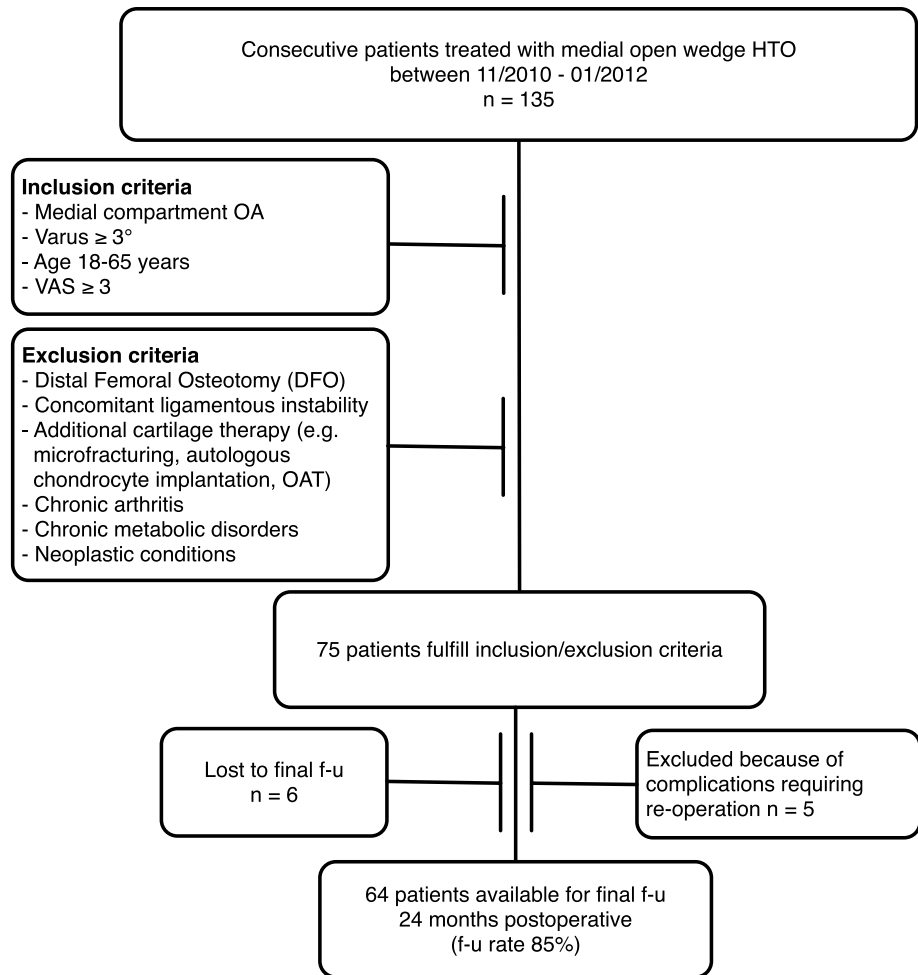 Consecutive patients treated with medial open wedge HTO
between 11/2010 - 01/2012
n = 135
Inclusion criteria
- Medial compartment OA
- Varus ≥ 3°
- Age 18-65 years
- VAS ≥ 3
Exclusion criteria
- Distal Femoral Osteotomy (DFO)
- Concomitant ligamentous instability
- Additional cartilage therapy (e.g.
microfracturing, autologous
chondrocyte implantation, OAT)
- Chronic arthritis
- Chronic metabolic disorders
- Neoplastic conditions
75 patients fulfill inclusion/exclusion criteria
Lost to final f-u
n = 6
Excluded because of
complications requiring
re-operation n = 5
64 patients available for final f-u
24 months postoperative
(f-u rate 85%)